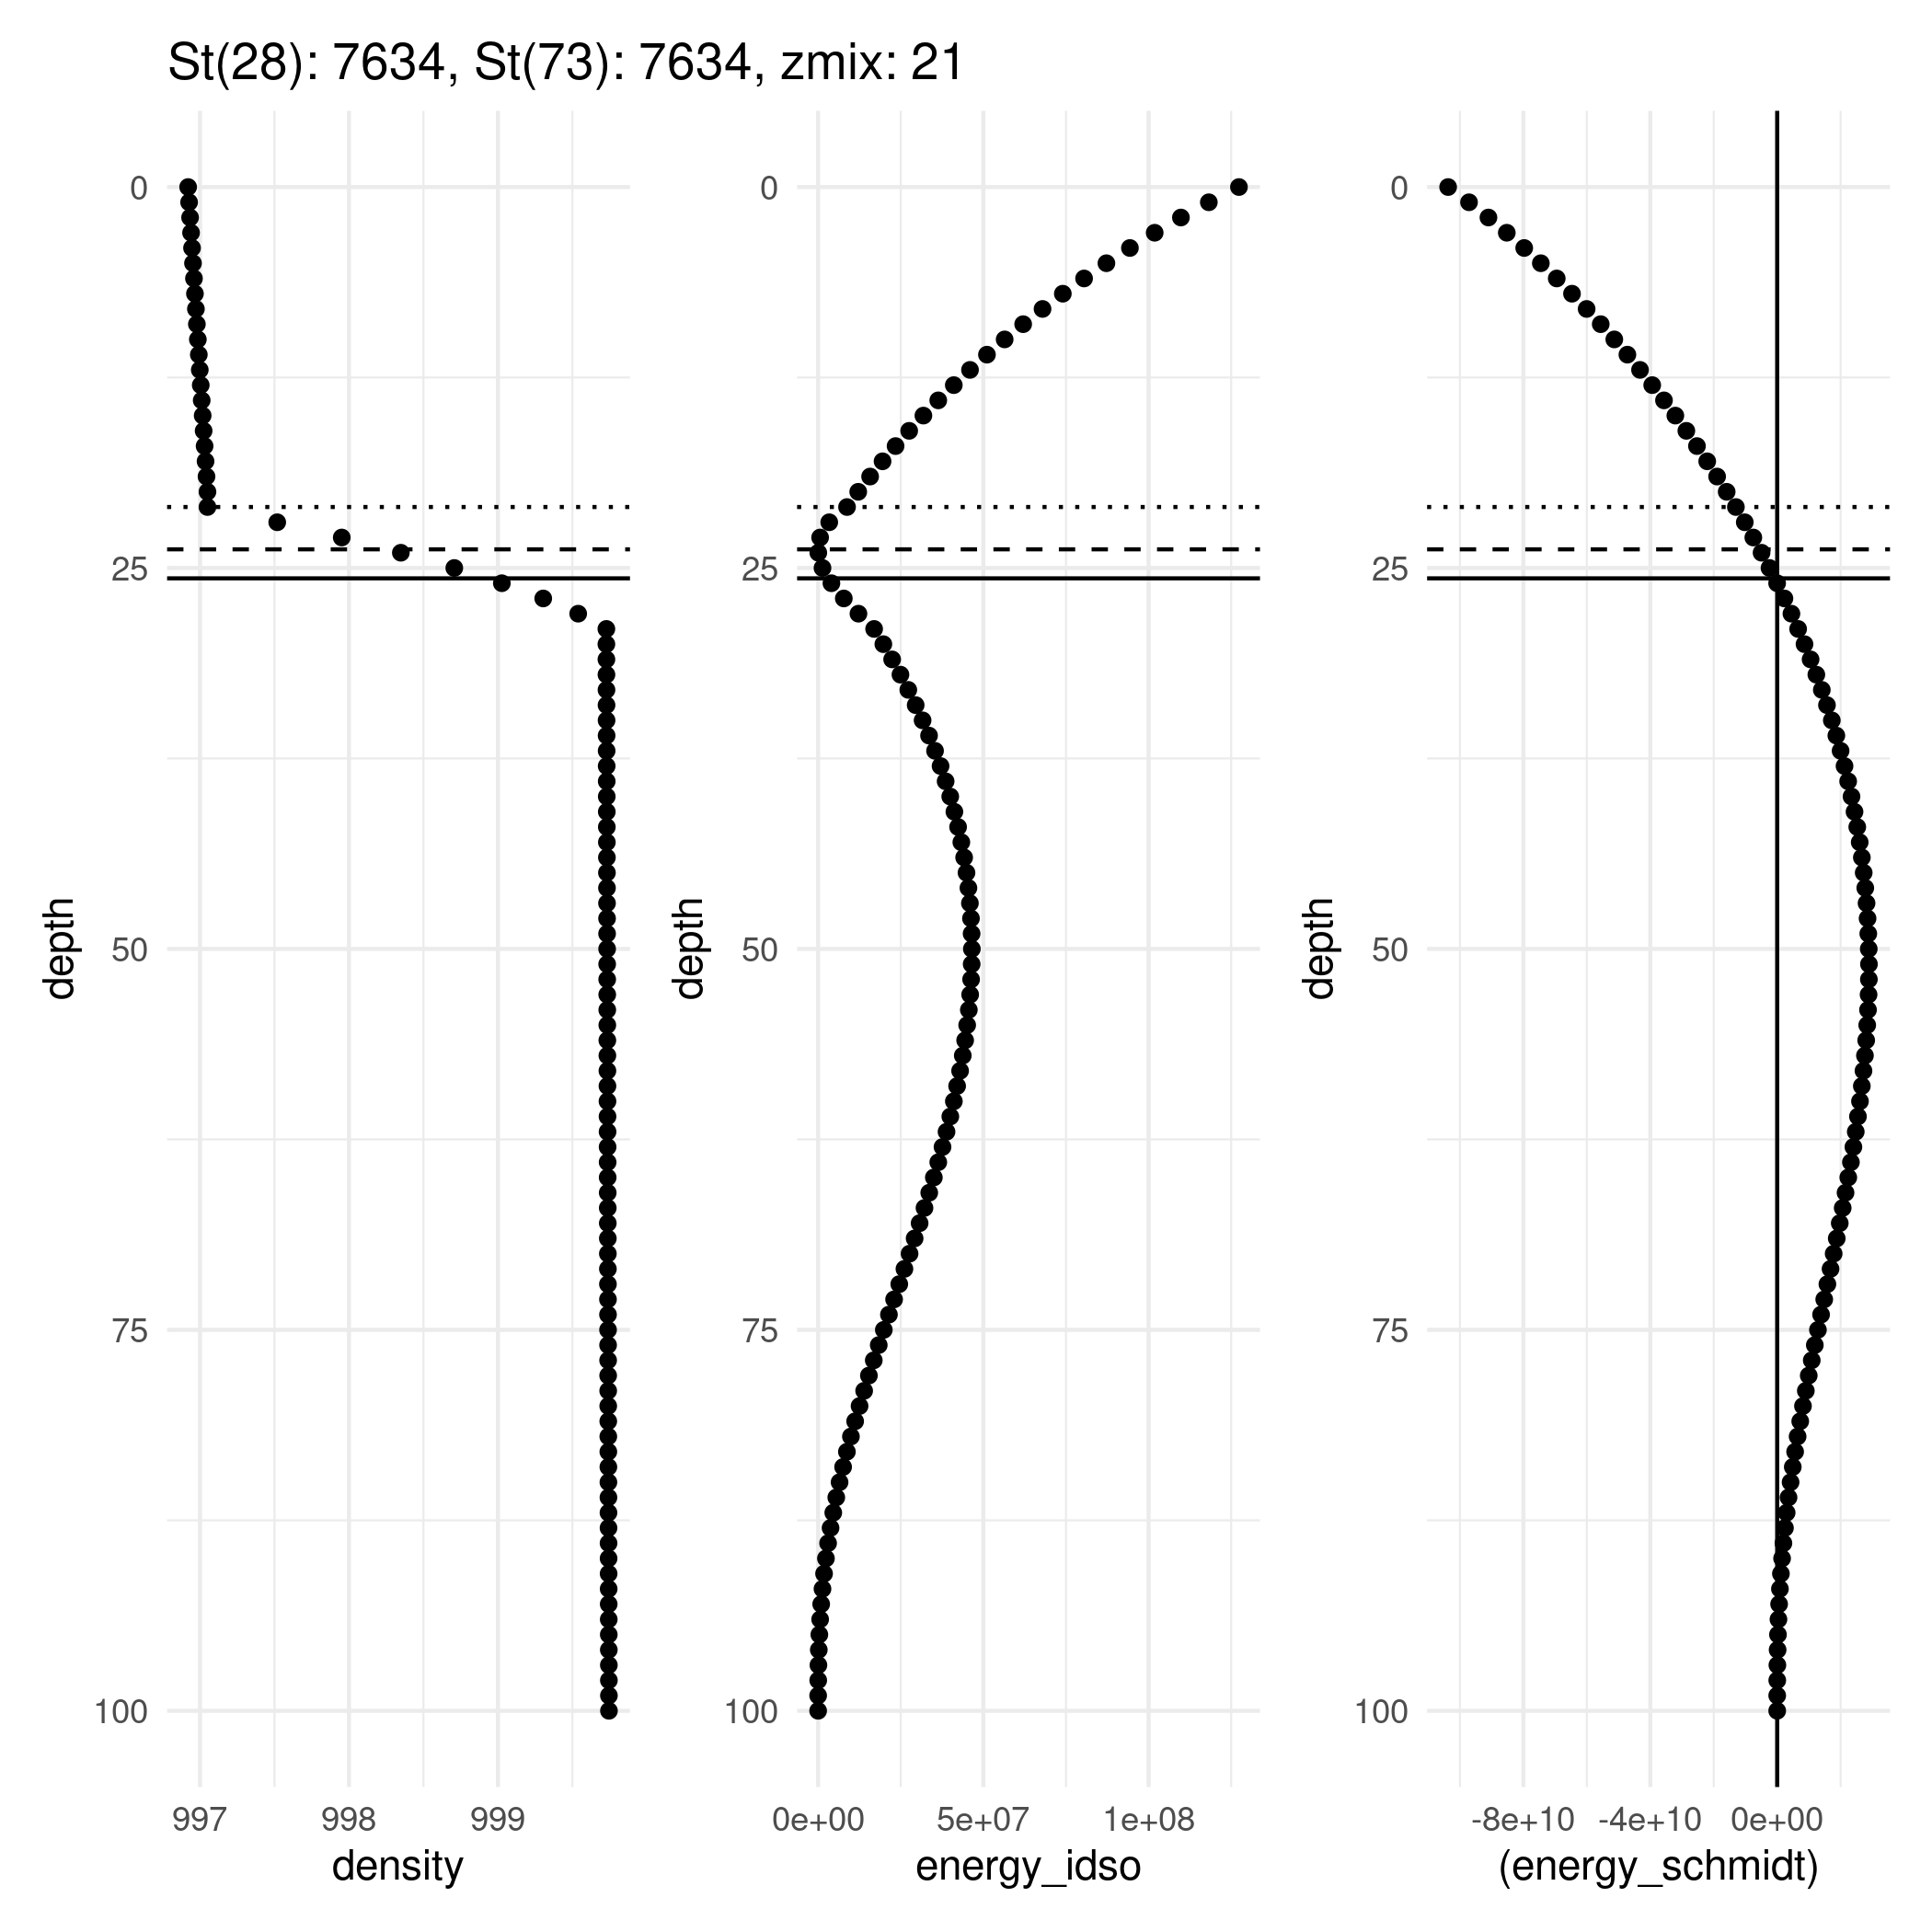 St(28): 7634, St(73): 7634, zmix: 21
depth
0
25
50
75
100
997 998 999
density
depth
0
25
50
75
100
0e+00 5e+07 1e+08
energy_idso
depth
0
25
50
75
100
-8e+10 -4e+10 0e+00
(energy_schmidt)